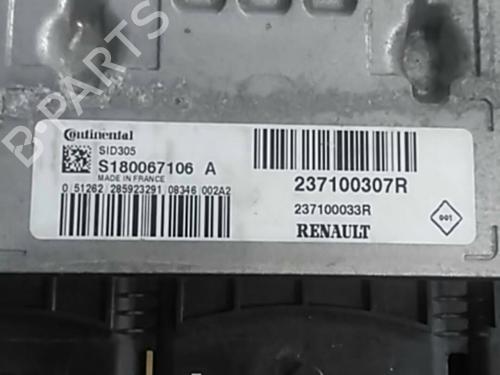 B-PARTS
Continental
SID305
S180067106 A
MADE IN FRANCE
0 51262 285923291 08346 002A2
237100307R
237100033R
RENAULT
001